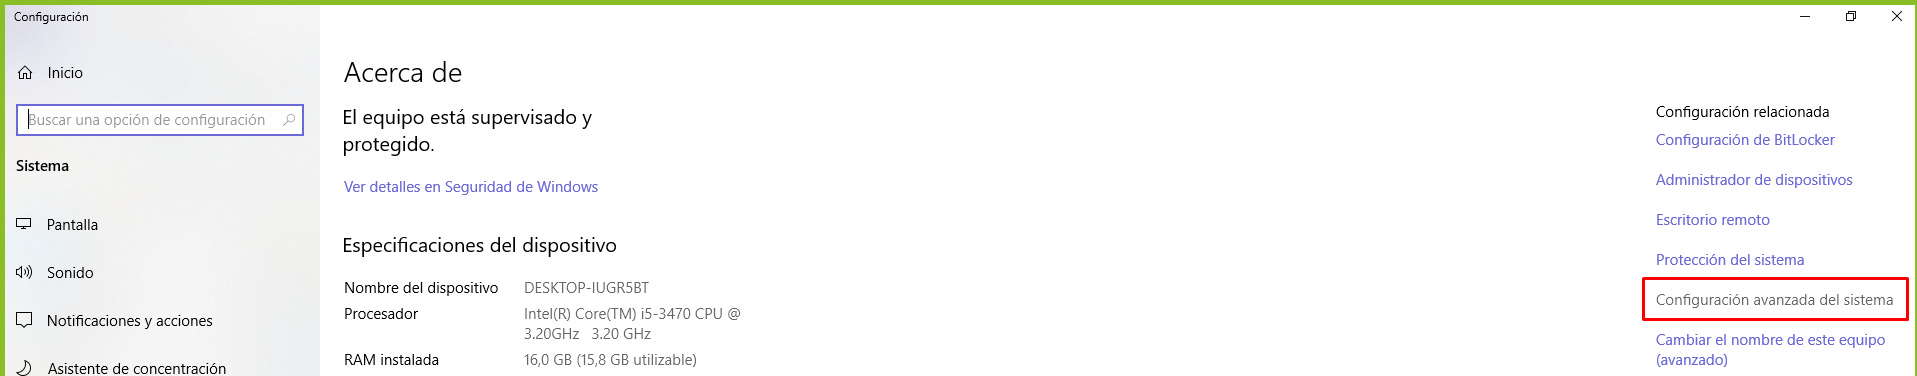 Configuración
Inicio
Buscar una opción de configuración
Sistema
Pantalla
Sonido
Notificaciones y acciones
Asistente de concentración
Acerca de
El equipo está supervisado y
protegido.
Ver detalles en Seguridad de Windows
Especificaciones del dispositivo
Nombre del dispositivo DESKTOP-IUGR5BT
Procesador Intel(R) Core(TM) i5-3470 CPU @
3.20GHz 3.20 GHz
RAM instalada 16,0 GB (15,8 GB utilizable)
Configuración relacionada
Configuración de BitLocker
Administrador de dispositivos
Escritorio remoto
Protección del sistema
Configuración avanzada del sistema
Cambiar el nombre de este equipo
(avanzado)